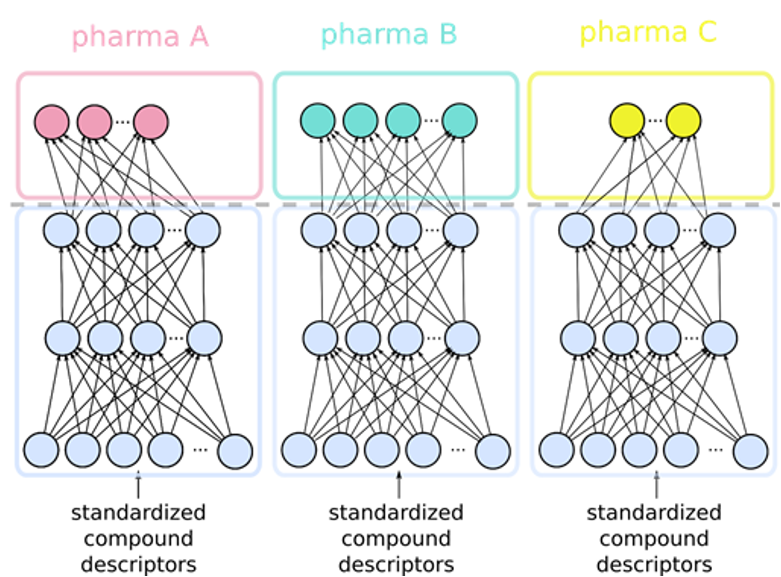 pharma A
pharma B
pharma C
... 
...
...
...
...
...
...
...
...
standardized
compound
descriptors
standardized
compound
descriptors
standardized
compound
descriptors